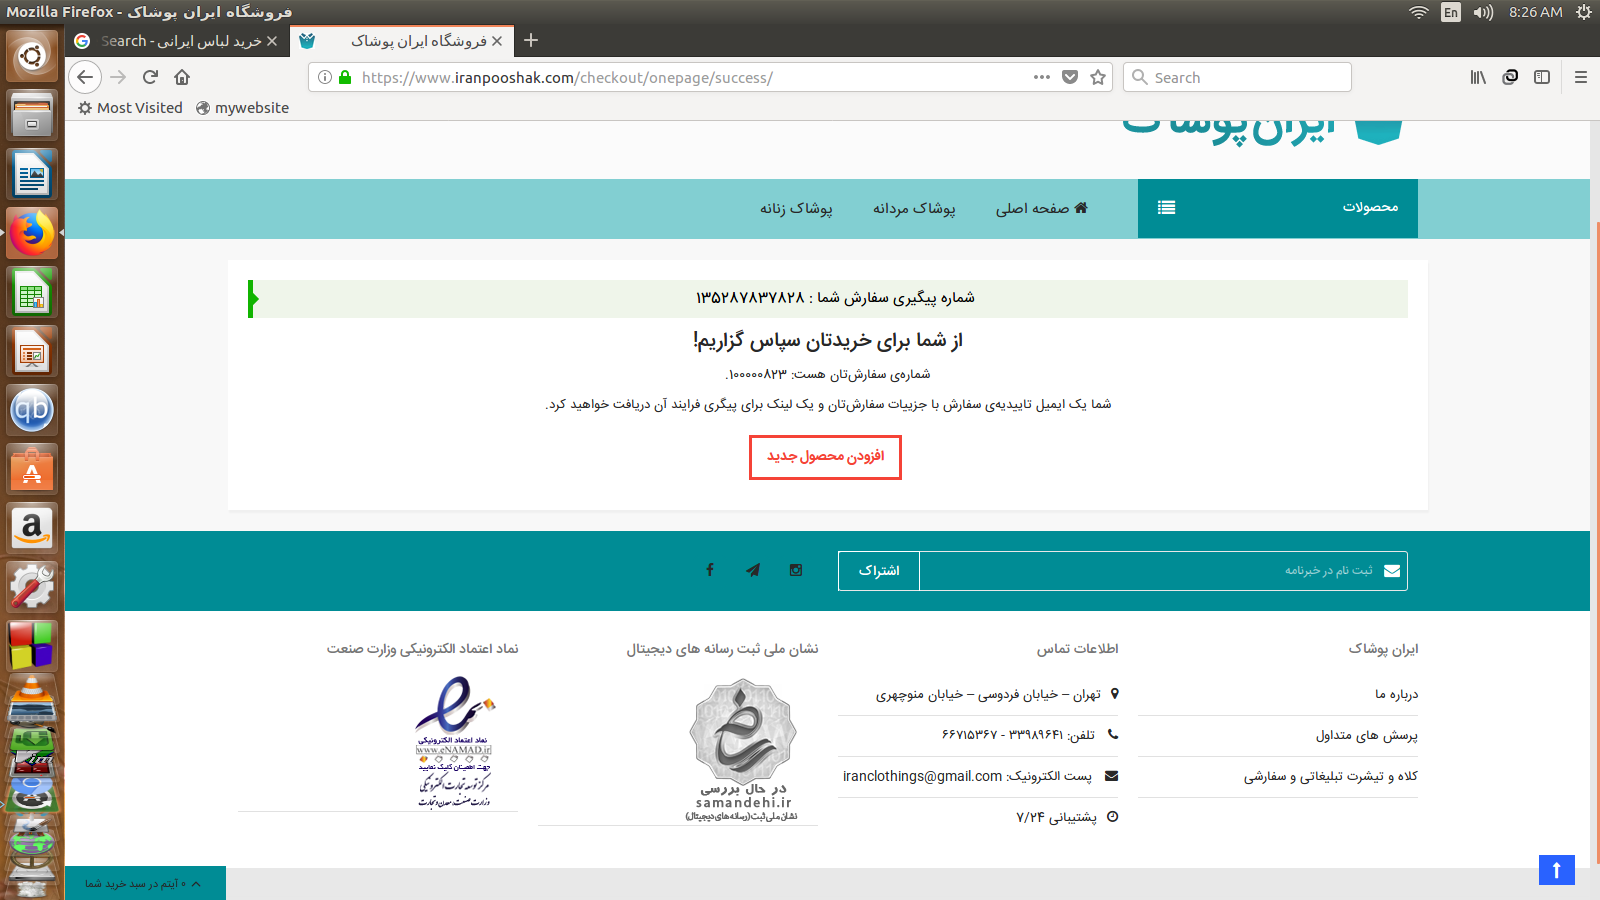 Mozilla Firefox - فروشگاه ایران پوشاک
En
8:26 AM
خرید لباس ایرانی - Search
فروشگاه ایران پوشاک
https://www.iranpooshak.com/checkout/onepage/success/
Search
Most Visited
mywebsite
ایران پوشاک
محصولات
صفحه اصلی
پوشاک مردانه
پوشاک زنانه
شماره پیگیری سفارش شما : ۱۳۵۲۸۷۸۳۷۸۲۸
از شما برای خریدتان سپاس گزاریم!
شماره‌ی سفارش‌تان هست: ۱۰۰۰۰۰۸۲۳.
شما یک ایمیل تاییدیه‌ی سفارش با جزییات سفارش‌تان و یک لینک برای پیگری فرایند آن دریافت خواهید کرد.
افزودن محصول جدید
ثبت نام در خبرنامه
اشتراک
ایران پوشاک
درباره ما
پرسش های متداول
کلاه و تیشرت تبلیغاتی و سفارشی
اطلاعات تماس
تهران – خیابان فردوسی – خیابان منوچهری
تلفن: ۳۳۹۸۹۶۴۱ - ۶۶۷۱۵۳۶۷
پست الکترونیک: iranclothings@gmail.com
پشتیبانی ۷/۲۴
نشان ملی ثبت رسانه های دیجیتال
در حال بررسی
samandehi.ir
نشان ملی ثبت (رسانه های دیجیتال)
نماد اعتماد الکترونیکی وزارت صنعت
نماد اعتماد الکترونیکی
www.eNAMAD.ir
جهت اطمینان کلیک نمایید
مرکز توسعه تجارت الکترونیکی
وزارت صنعت، معدن و تجارت
۰ آیتم در سبد خرید شما
qb
a